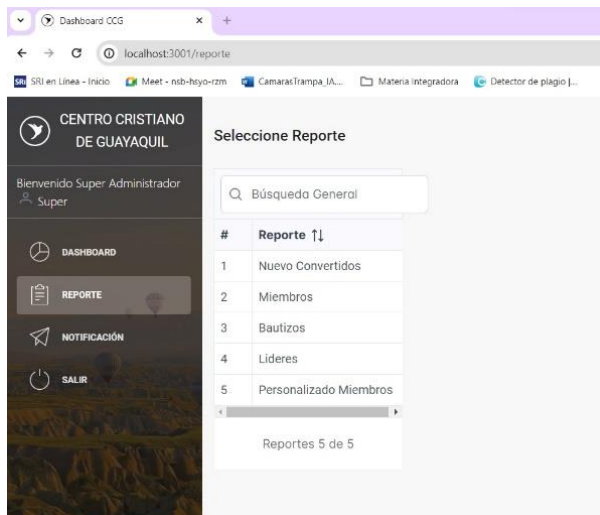 Dashboard CCG
localhost:3001/reporte
SRi SRI en Línea - Inicio Meet - nsb-hsyo-rzm CamarasTrampa_IA.... Materia Integradora Detector de plagio |...
CENTRO CRISTIANO
DE GUAYAQUIL
Bienvenido Super Administrador
Super
DASHBOARD
REPORTE
NOTIFICACIÓN
SALIR
Seleccione Reporte
Búsqueda General
# Reporte
1 Nuevo Convertidos
2 Miembros
3 Bautizos
4 Lideres
5 Personalizado Miembros
Reportes 5 de 5